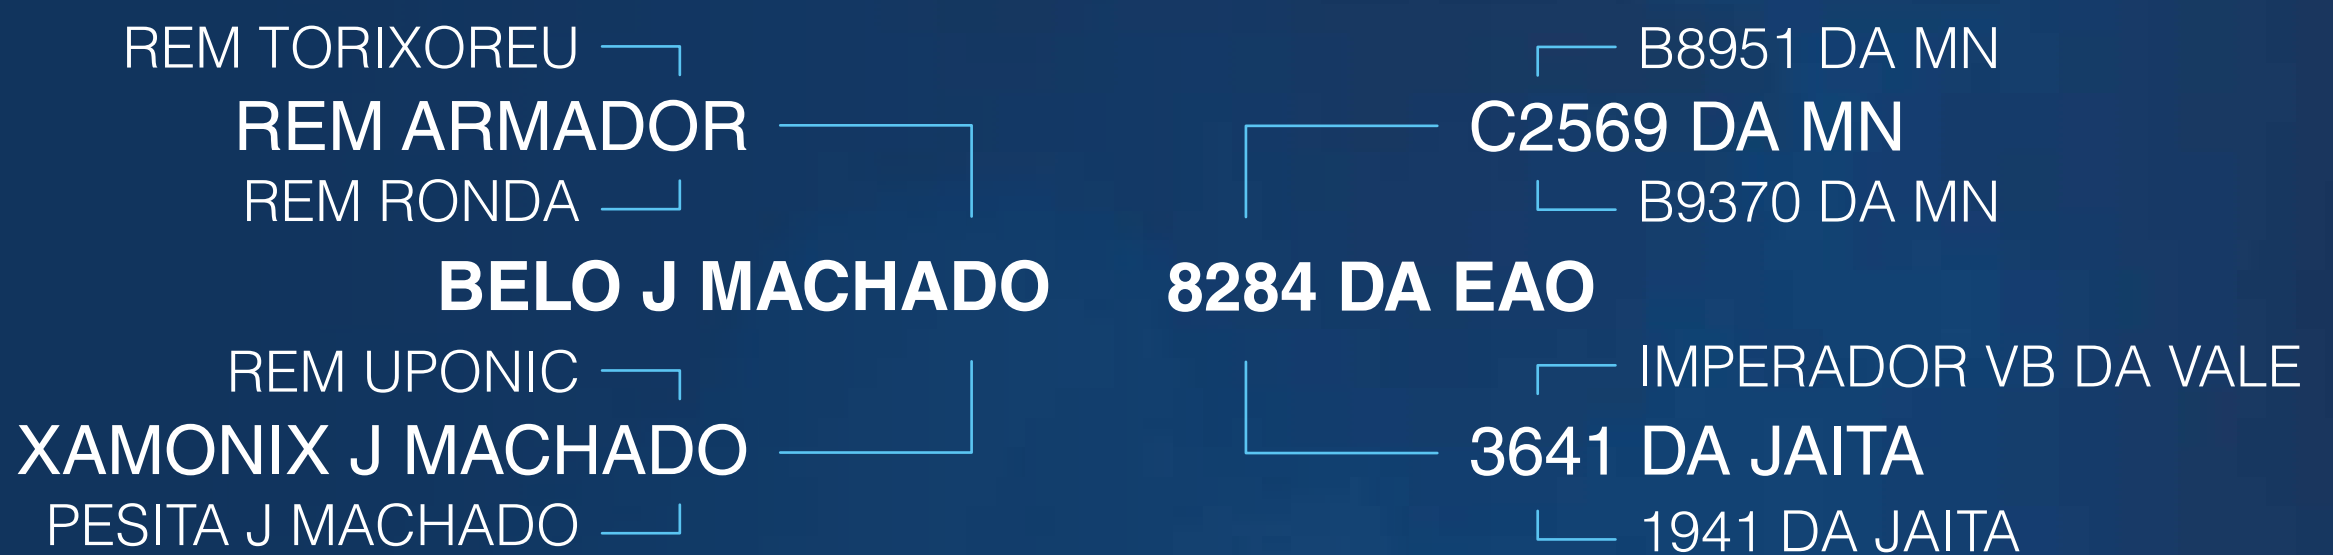 REM TORIXOREU
REM ARMADOR
REM RONDA
BELO J MACHADO
REM UPONIC
XAMONIX J MACHADO
PESITA J MACHADO
B8951 DA MN
C2569 DA MN
B9370 DA MN
8284 DA EAO
IMPERADOR VB DA VALE
3641 DA JAITA
1941 DA JAITA